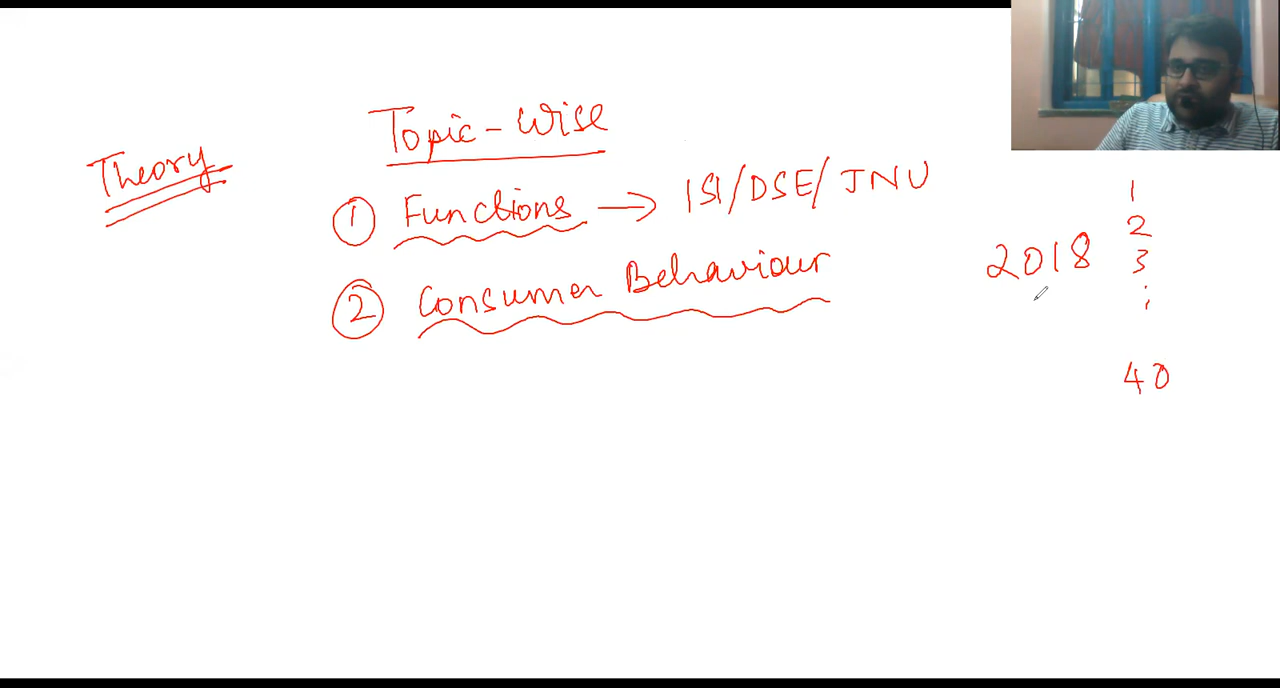 Theory
Topic-Wise
① Functions → ISI/DSE/JNU
② Consumer Behaviour
2018
1
2
3
⋮
40